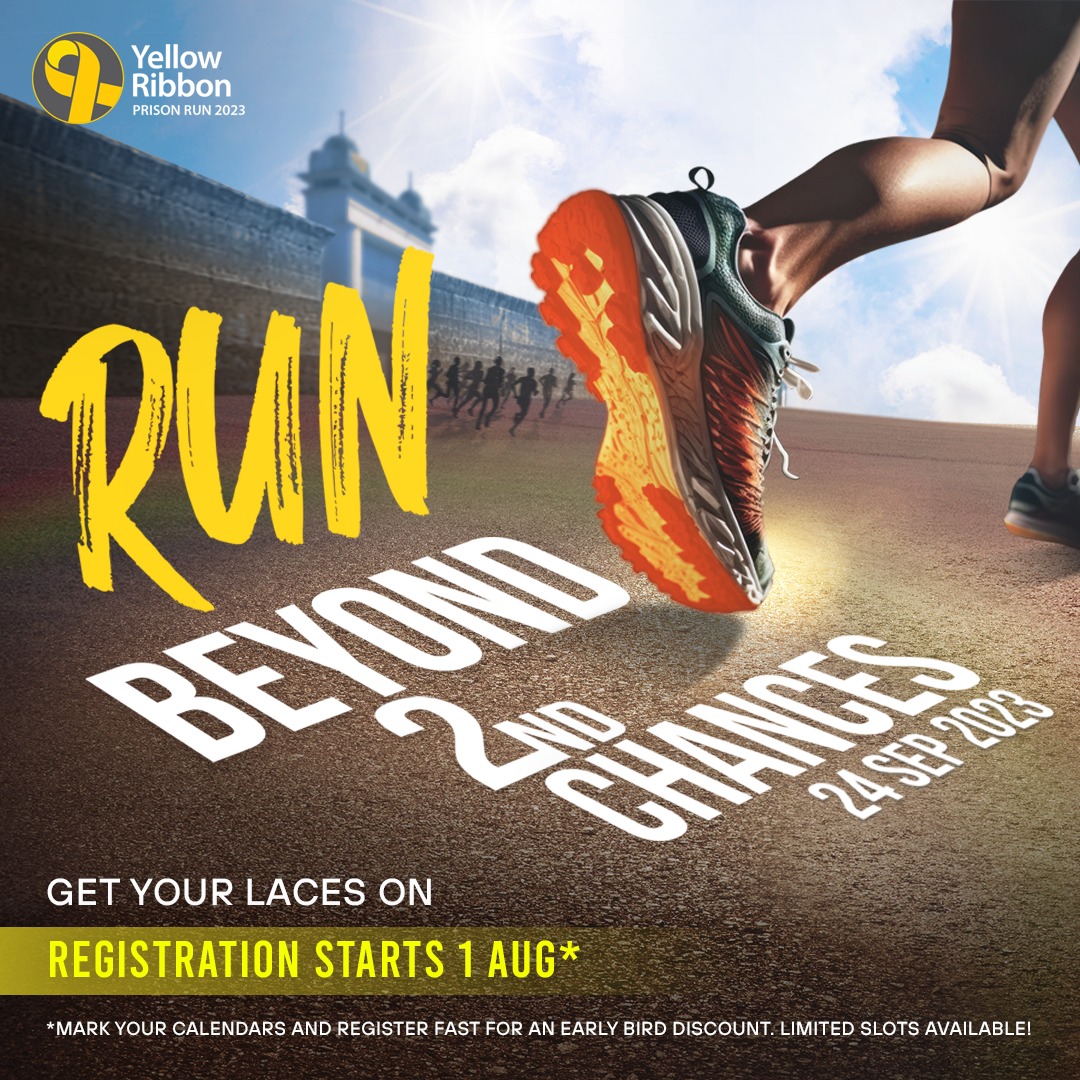 Yellow
Ribbon
PRISON RUN 2023
RUN
BEYOND
2ND
CHANCES
24 SEP 2023
GET YOUR LACES ON
REGISTRATION STARTS 1 AUG*
*MARK YOUR CALENDARS AND REGISTER FAST FOR AN EARLY BIRD DISCOUNT. LIMITED SLOTS AVAILABLE!